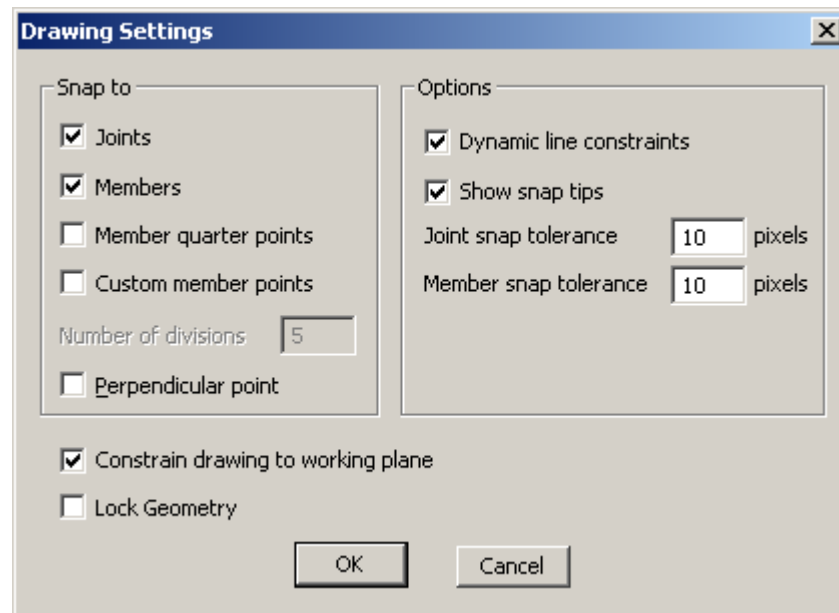 Drawing Settings
Snap to
Joints
Members
Member quarter points
Custom member points
Number of divisions 5
Perpendicular point
Options
Dynamic line constraints
Show snap tips
Joint snap tolerance 10 pixels
Member snap tolerance 10 pixels
Constrain drawing to working plane
Lock Geometry
OK Cancel